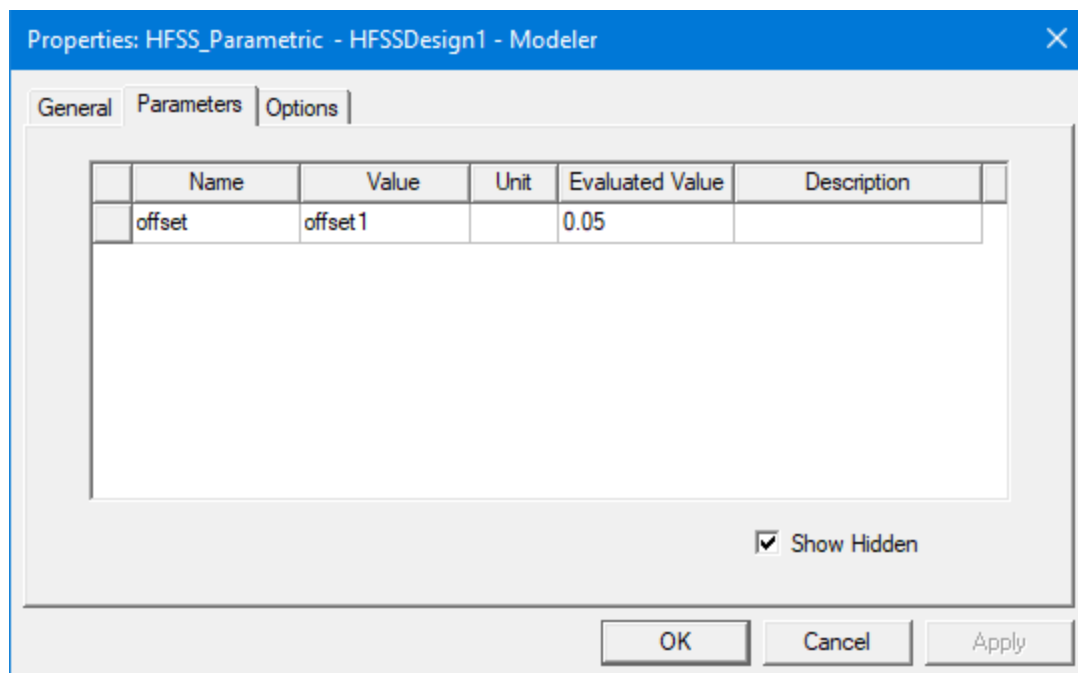 Properties: HFSS_Parametric - HFSSDesign1 - Modeler
General Parameters Options
Name Value Unit Evaluated Value Description
offset offset1 0.05
Show Hidden
OK Cancel Apply